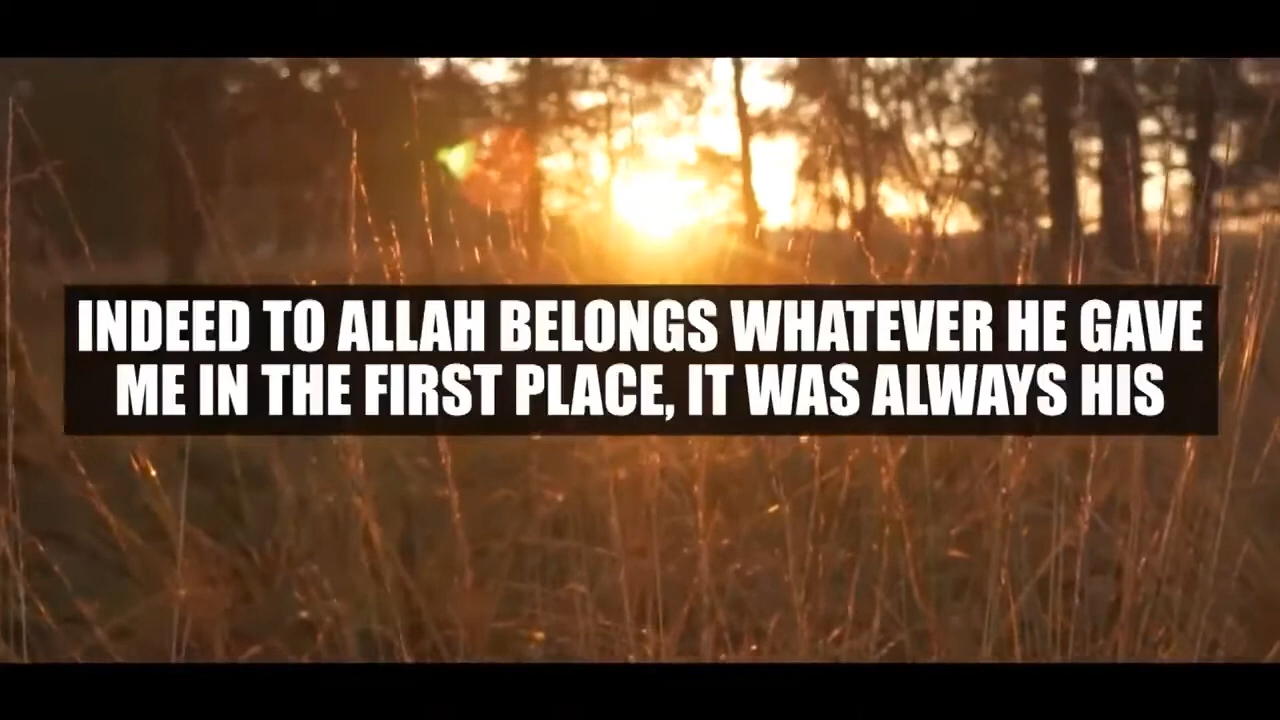 INDEED TO ALLAH BELONGS WHATEVER HE GAVE
ME IN THE FIRST PLACE, IT WAS ALWAYS HIS